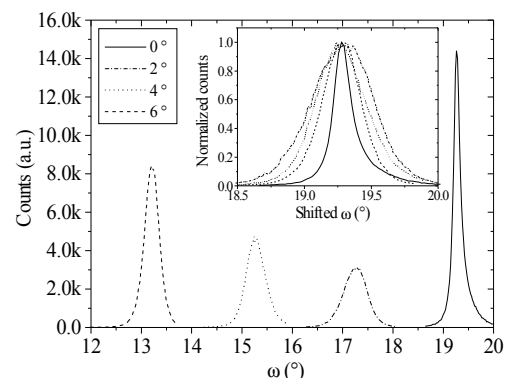 16.0k
14.0k
12.0k
10.0k
8.0k
6.0k
4.0k
2.0k
0.0
Counts (a.u.)
0°
2°
4°
6°
1.0
0.8
0.6
0.4
0.2
0.0
Normalized counts
18.5 19.0 19.5 20.0
Shifted ω (°)
12 13 14 15 16 17 18 19 20
ω (°)